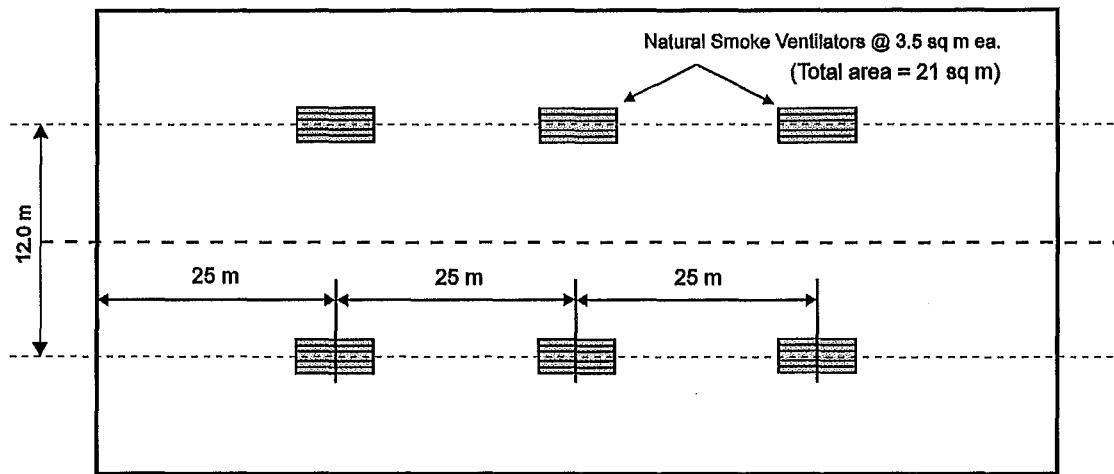 Natural Smoke Ventilators @ 3.5 sq m ea.
(Total area = 21 sq m)
12.0 m
25 m
25 m
25 m